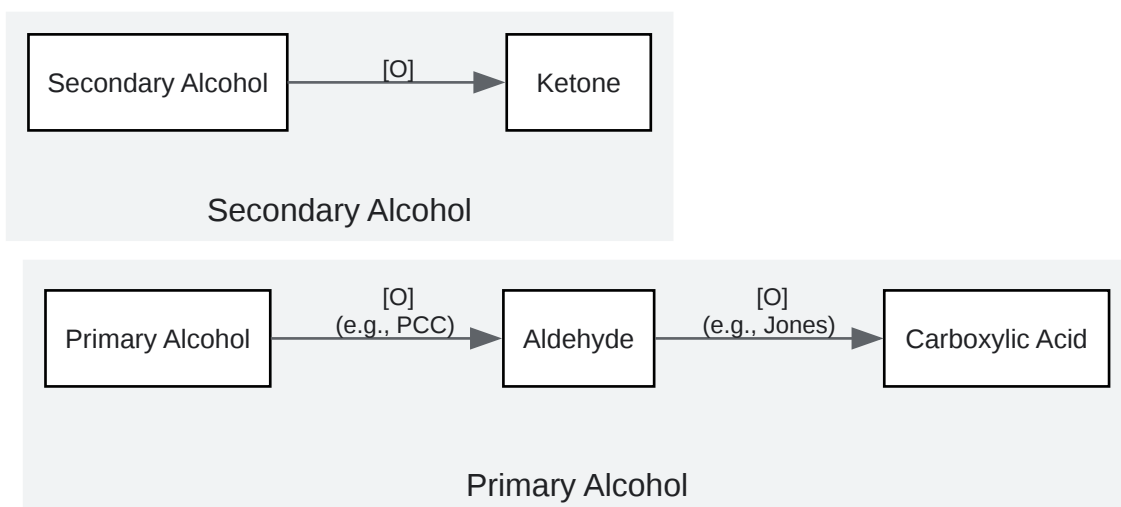 Secondary Alcohol
[O]
Ketone
Secondary Alcohol
Primary Alcohol
[O]
(e.g., PCC)
Aldehyde
[O]
(e.g., Jones)
Carboxylic Acid
Primary Alcohol